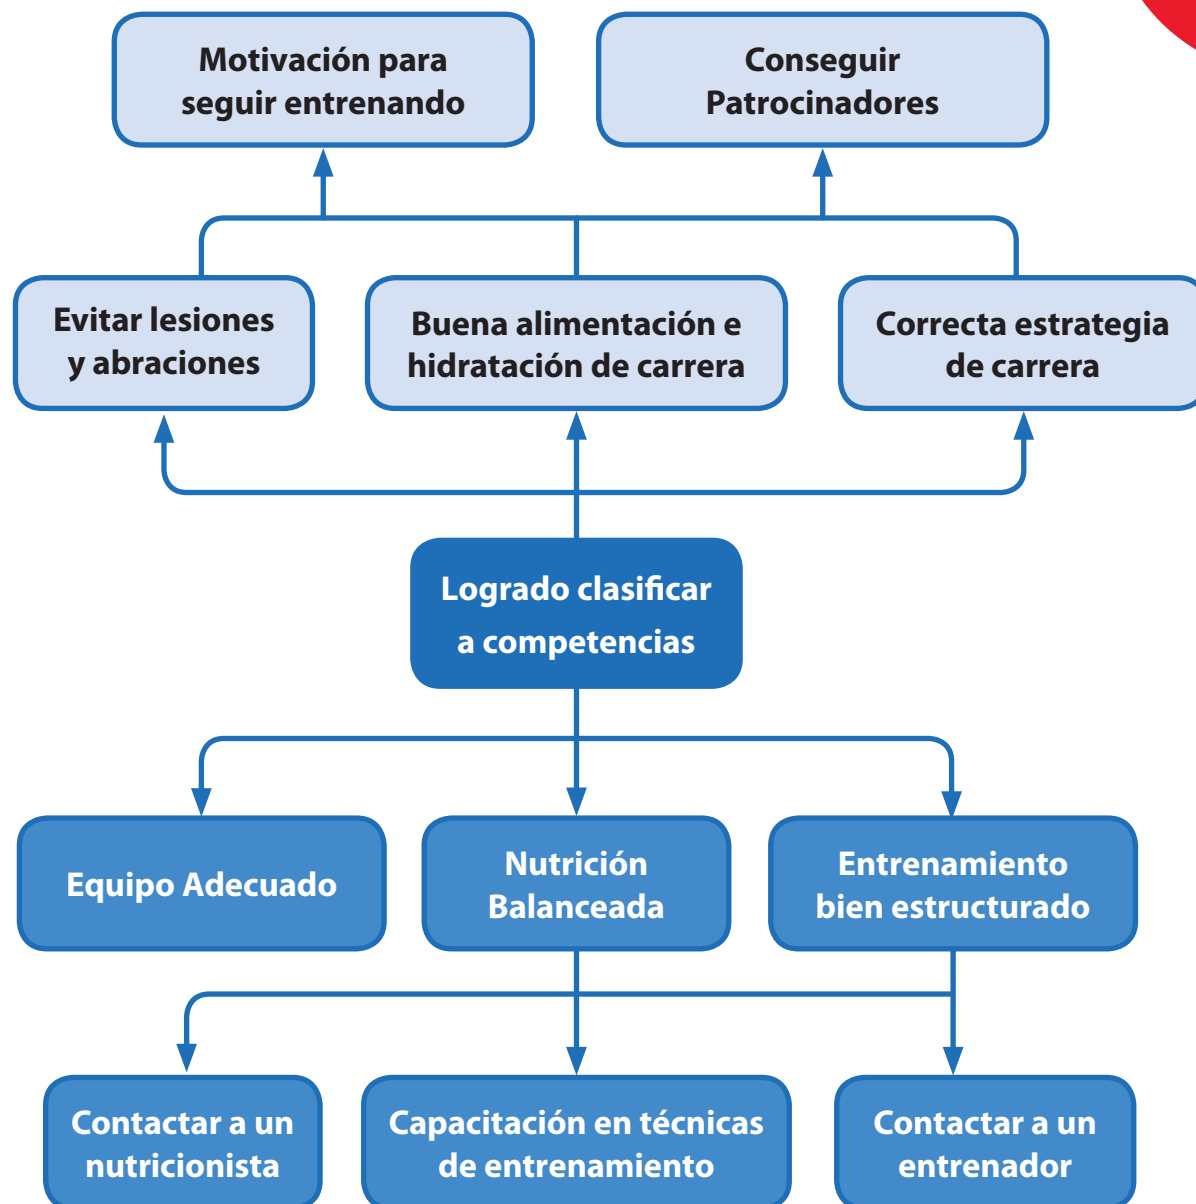 Motivación para
seguir entrenando
Conseguir
Patrocinadores
Evitar lesiones
y abraciones
Buena alimentación e
hidratación de carrera
Correcta estrategia
de carrera
Logrado clasificar
a competencias
Equipo Adecuado
Nutrición
Balanceada
Entrenamiento
bien estructurado
Contactar a un
nutricionista
Capacitación en técnicas
de entrenamiento
Contactar a un
entrenador